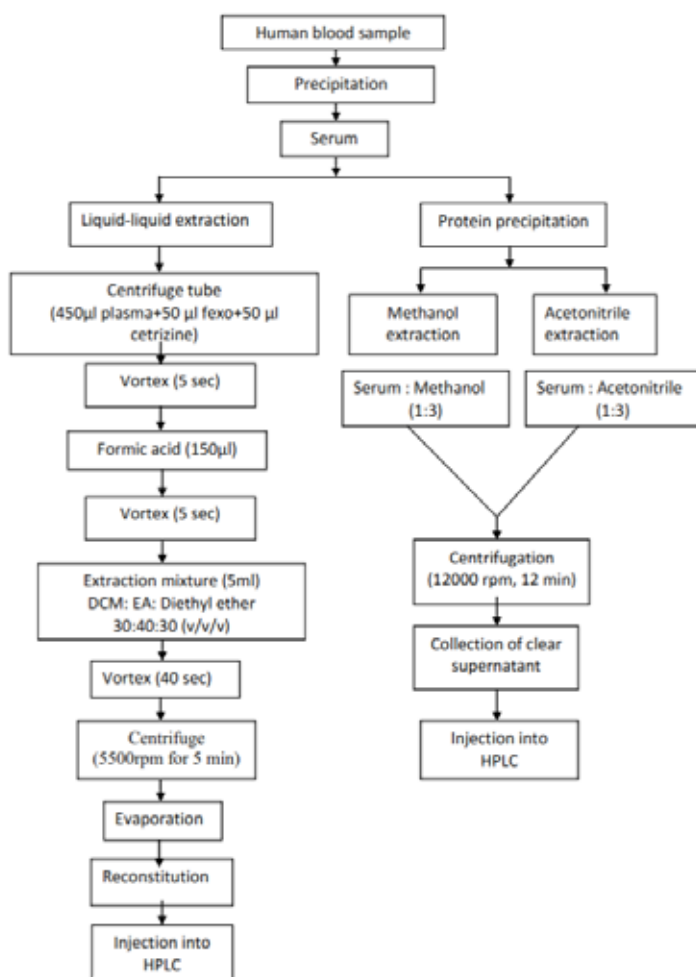 Human blood sample
Precipitation
Serum
Liquid-liquid extraction
Centrifuge tube
(450µl plasma+50 µl fexo+50 µl
cetrizine)
Vortex (5 sec)
Formic acid (150µl)
Vortex (5 sec)
Extraction mixture (5ml)
DCM: EA: Diethyl ether
30:40:30 (v/v/v)
Vortex (40 sec)
Centrifuge
(5500rpm for 5 min)
Evaporation
Reconstitution
Injection into
HPLC
Protein precipitation
Methanol
extraction
Acetonitrile
extraction
Serum : Methanol
(1:3)
Serum : Acetonitrile
(1:3)
Centrifugation
(12000 rpm, 12 min)
Collection of clear
supernatant
Injection into
HPLC